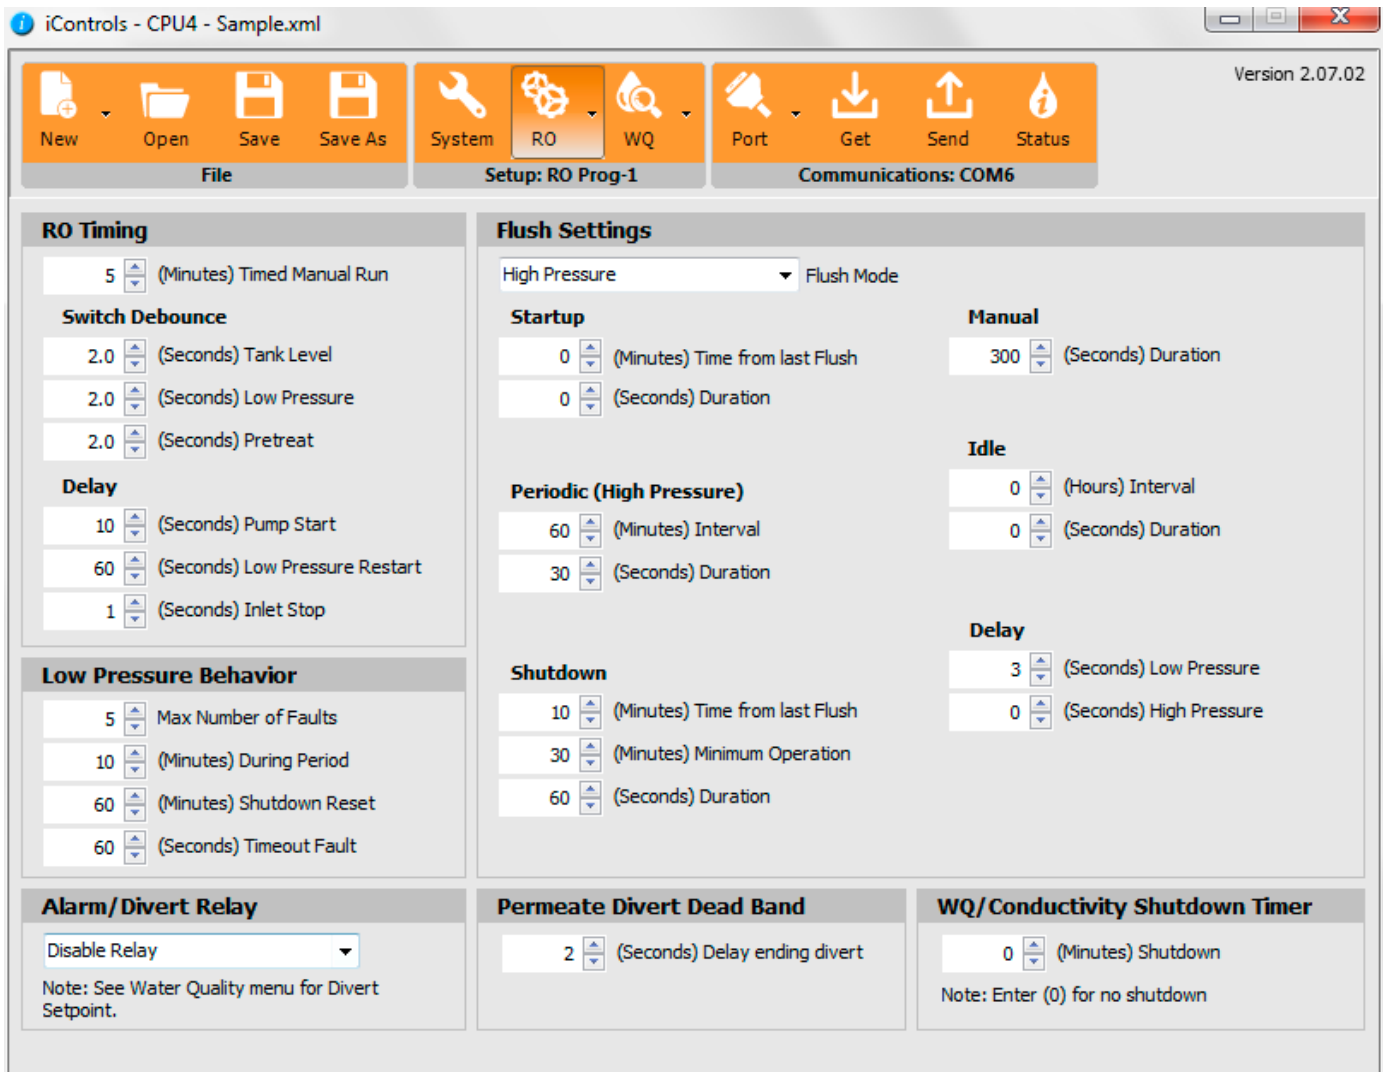 iControls - CPU4 - Sample.xml
Version 2.07.02
New Open Save Save As System RO WQ Port Get Send Status
File Setup: RO Prog-1 Communications: COM6
RO Timing
5 (Minutes) Timed Manual Run
Switch Debounce
2.0 (Seconds) Tank Level
2.0 (Seconds) Low Pressure
2.0 (Seconds) Pretreat
Delay
10 (Seconds) Pump Start
60 (Seconds) Low Pressure Restart
1 (Seconds) Inlet Stop
Low Pressure Behavior
5 Max Number of Faults
10 (Minutes) During Period
60 (Minutes) Shutdown Reset
60 (Seconds) Timeout Fault
Flush Settings
High Pressure Flush Mode
Startup
0 (Minutes) Time from last Flush
0 (Seconds) Duration
Periodic (High Pressure)
60 (Minutes) Interval
30 (Seconds) Duration
Shutdown
10 (Minutes) Time from last Flush
30 (Minutes) Minimum Operation
60 (Seconds) Duration
Manual
300 (Seconds) Duration
Idle
0 (Hours) Interval
0 (Seconds) Duration
Delay
3 (Seconds) Low Pressure
0 (Seconds) High Pressure
Alarm/Divert Relay
Disable Relay
Note: See Water Quality menu for Divert
Setpoint.
Permeate Divert Dead Band
2 (Seconds) Delay ending divert
WQ/Conductivity Shutdown Timer
0 (Minutes) Shutdown
Note: Enter (0) for no shutdown